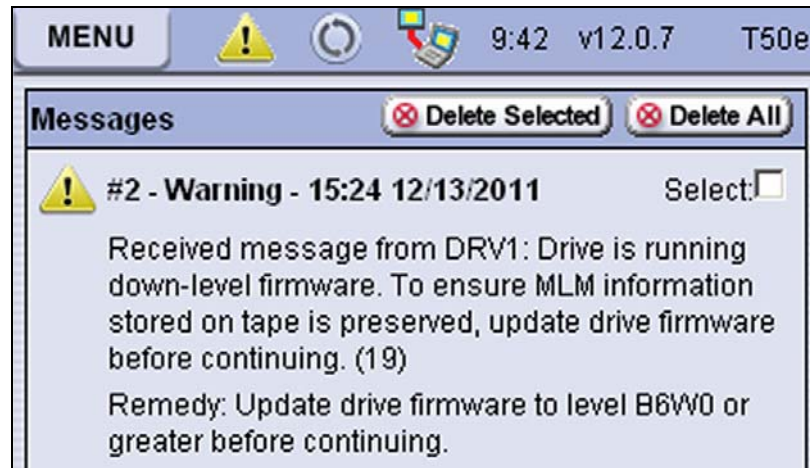 MENU 9:42 v12.0.7 T50e
Messages Delete Selected Delete All
#2 - Warning - 15:24 12/13/2011 Select:
Received message from DRV1: Drive is running
down-level firmware. To ensure MLM information
stored on tape is preserved, update drive firmware
before continuing. (19)
Remedy: Update drive firmware to level B6W0 or
greater before continuing.